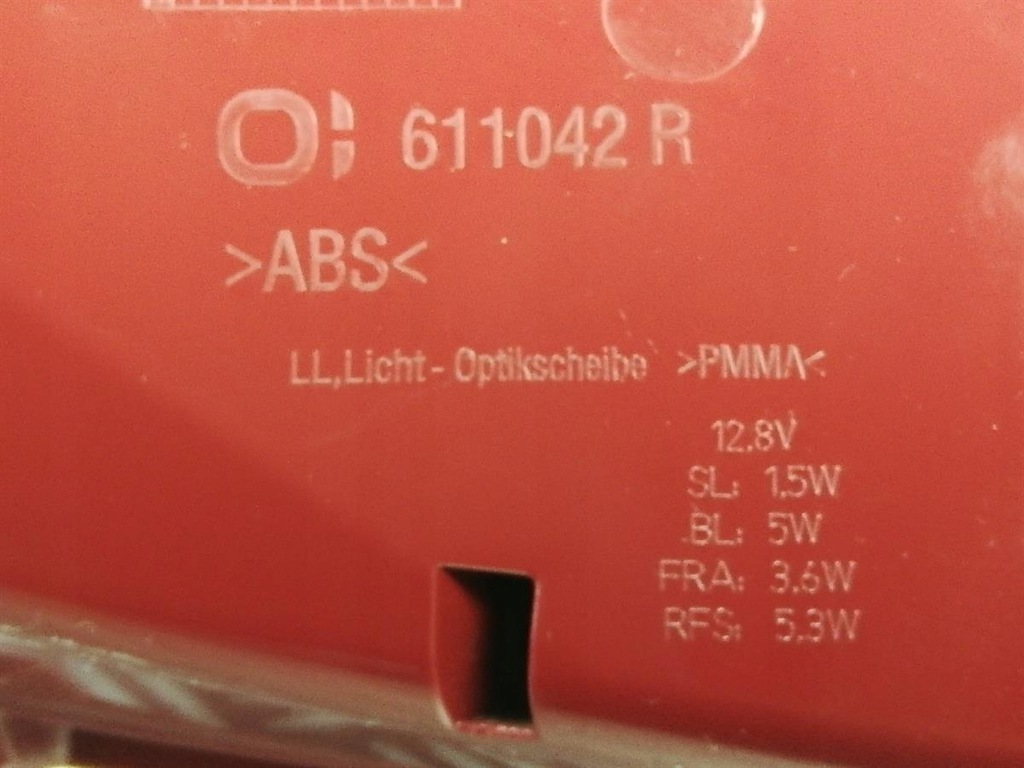 611042 R
>ABS<
LL,Licht - Optikscheibe >PMMA<
12.8V
SL: 1.5W
BL: 5W
FRA: 3.6W
RFS: 5.3W